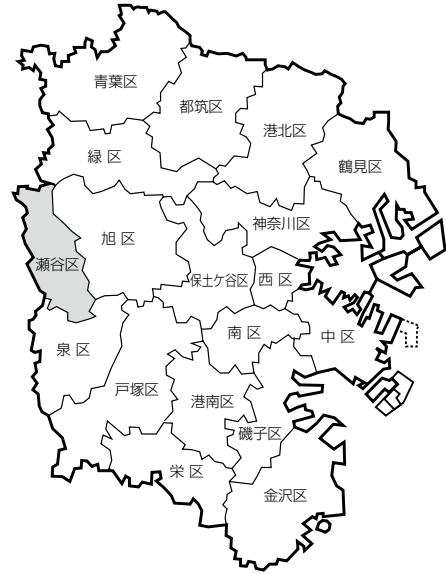 青葉区
都筑区
港北区
緑 区
鶴見区
神奈川区
旭 区
瀬谷区
保土ケ谷区
西 区
南 区
中 区
泉 区
戸塚区
港南区
磯子区
栄 区
金沢区